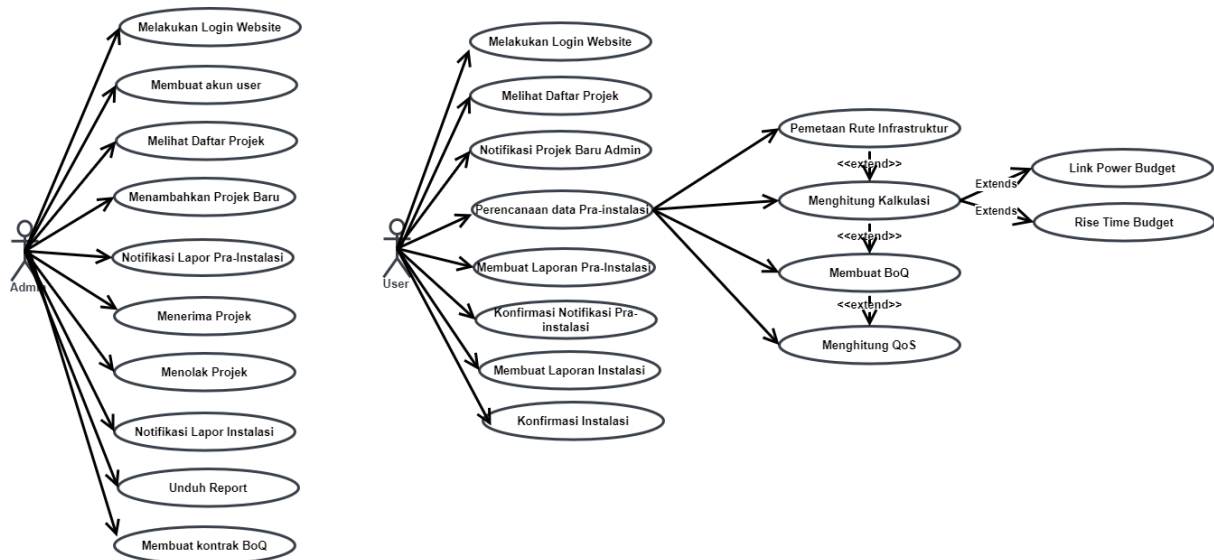 Melakukan Login Website
Membuat akun user
Melihat Daftar Projek
Menambahkan Projek Baru
Notifikasi Lapor Pra-Instalasi
Admin
Menerima Projek
Menolak Projek
Notifikasi Lapor Instalasi
Unduh Report
Membuat kontrak BoQ
Melakukan Login Website
Melihat Daftar Projek
Notifikasi Projek Baru Admin
Perencanaan data Pra-instalasi
User
Membuat Laporan Pra-Instalasi
Konfirmasi Notifikasi Pra-
instalasi
Membuat Laporan Instalasi
Konfirmasi Instalasi
Pemetaan Rute Infrastruktur
<<extend>>
Menghitung Kalkulasi
<<extend>>
Membuat BoQ
<<extend>>
Menghitung QoS
Extends
Extends
Link Power Budget
Rise Time Budget